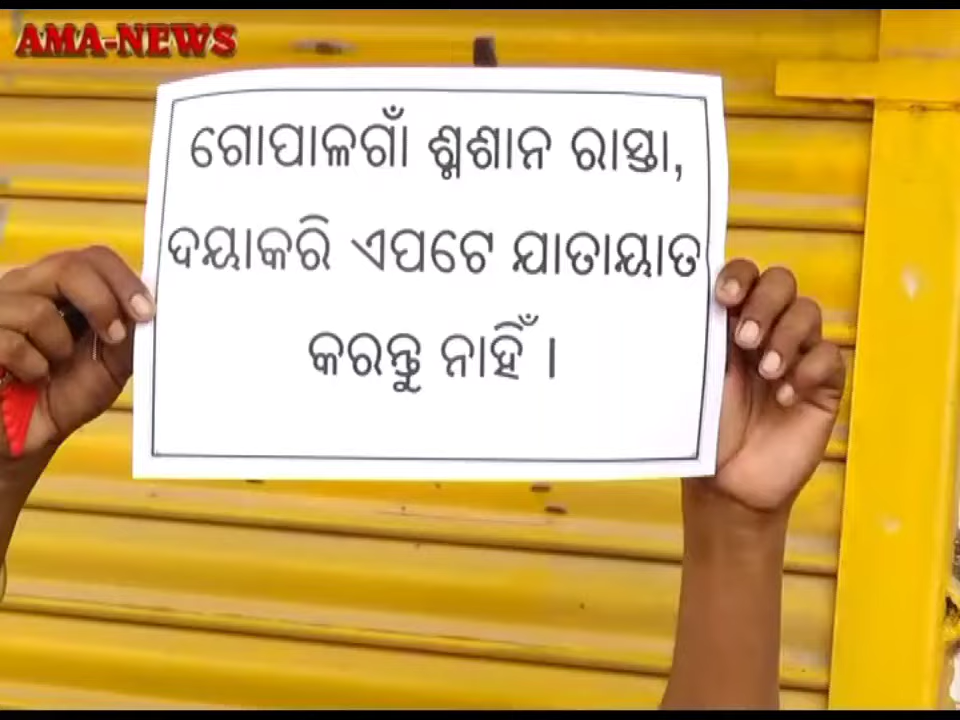 AMA-NEWS
ଗୋପାଳଗାଁ ଶ୍ମଶାନ ରାସ୍ତା,
ଦୟାକରି ଏପଟେ ଯାତାୟାତ
କରନ୍ତୁ ନାହିଁ ।